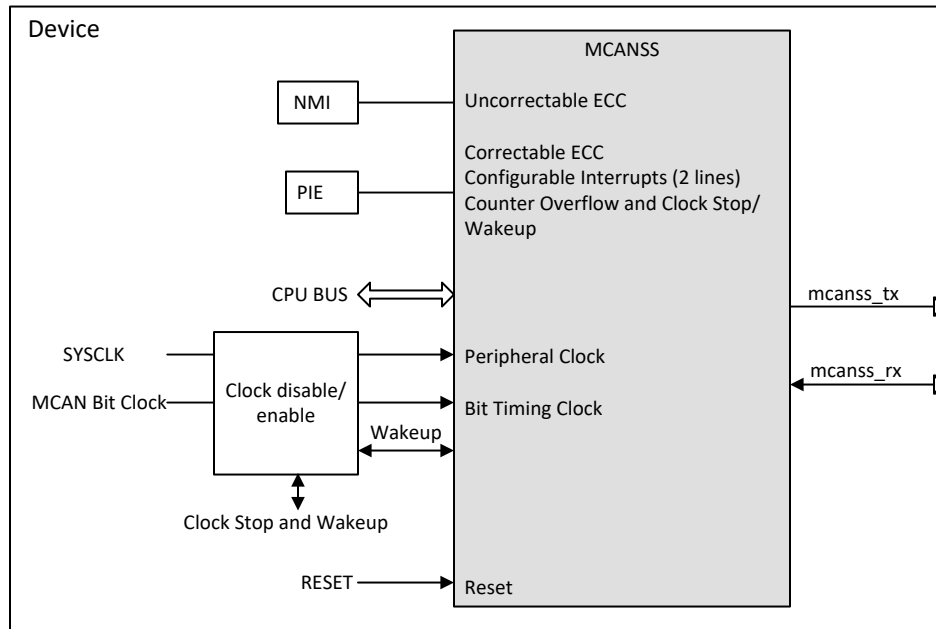 Device
MCANSS
NMI
Uncorrectable ECC
Correctable ECC
Configurable Interrupts (2 lines)
PIE
Counter Overflow and Clock Stop/
Wakeup
CPU BUS
mcanss_tx
SYSCLK
Peripheral Clock
mcanss_rx
Clock disable/
enable
MCAN Bit Clock
Bit Timing Clock
Wakeup
Clock Stop and Wakeup
RESET
Reset